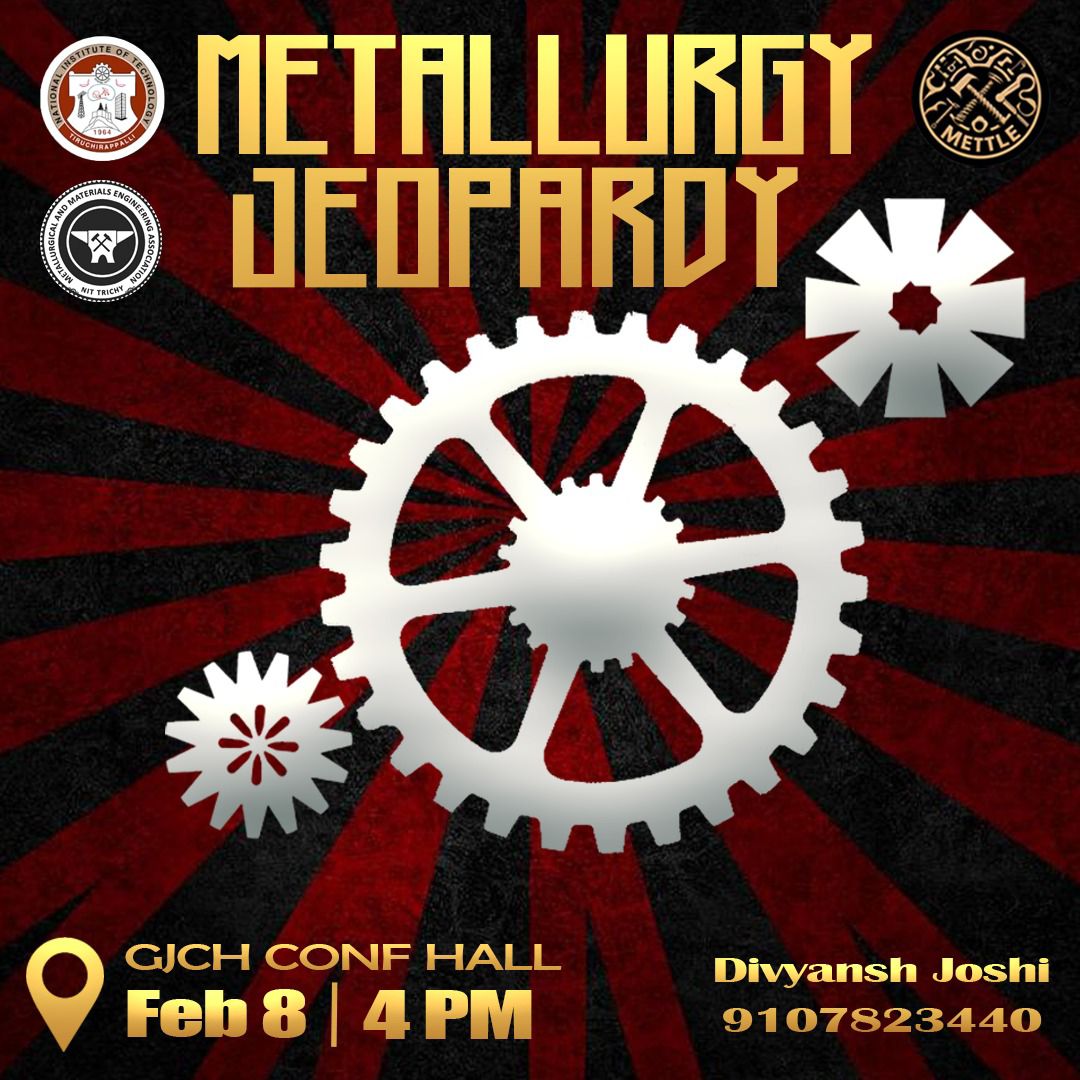 METALLURGY
JEOPARDY
NATIONAL INSTITUTE OF TECHNOLOGY
1964
TIRUCHIRAPPALLI
METTLE
METALLURGICAL AND MATERIALS ENGINEERING ASSOCIATION
NIT TRICHY
GJCH CONF HALL
Feb 8 | 4 PM
Divyansh Joshi
9107823440